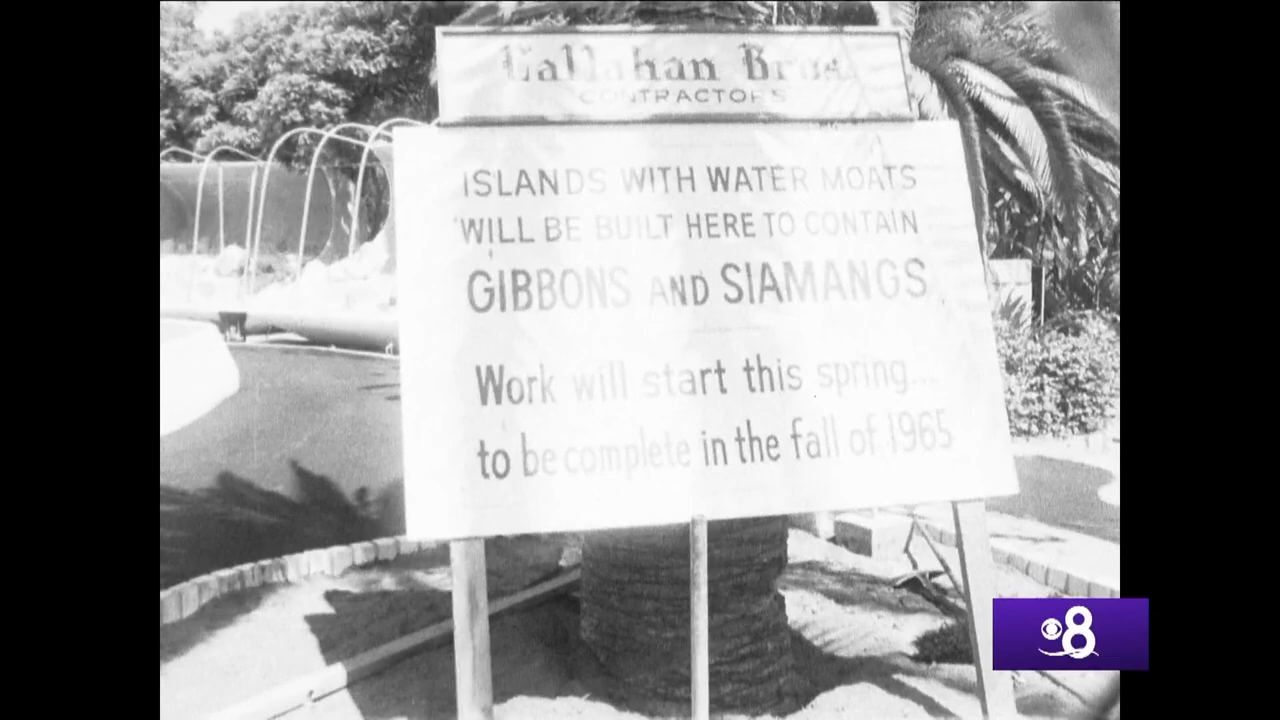 Callahan Bros.
CONTRACTORS
ISLANDS WITH WATER MOATS
WILL BE BUILT HERE TO CONTAIN
GIBBONS AND SIAMANGS
Work will start this spring...
to be complete in the fall of 1965
8